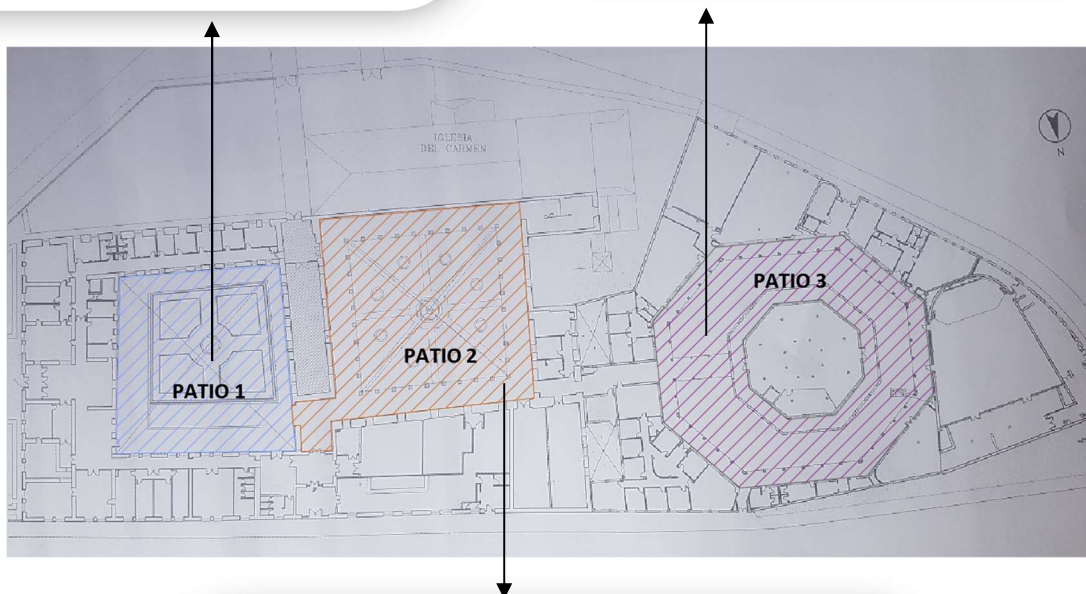 IGLESIA
DEL CARMEN
N
PATIO 3
PATIO 2
PATIO 1